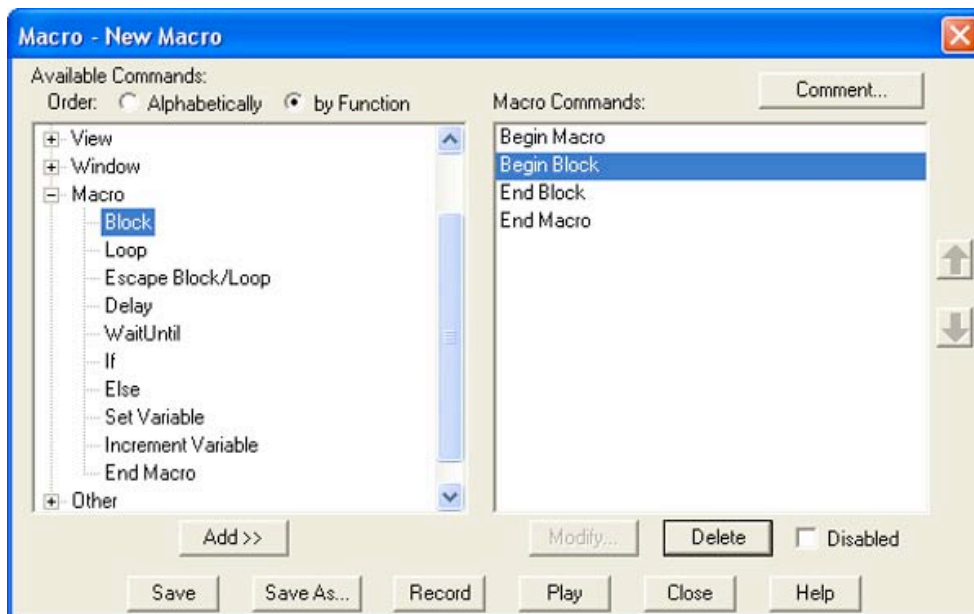 Macro - New Macro
Available Commands:
Order: Alphabetically by Function
Macro Commands:
Comment...
View
Window
Macro
Block
Loop
Escape Block/Loop
Delay
WaitUntil
If
Else
Set Variable
Increment Variable
End Macro
Other
Begin Macro
Begin Block
End Block
End Macro
Add >>
Modify...
Delete
Disabled
Save
Save As...
Record
Play
Close
Help